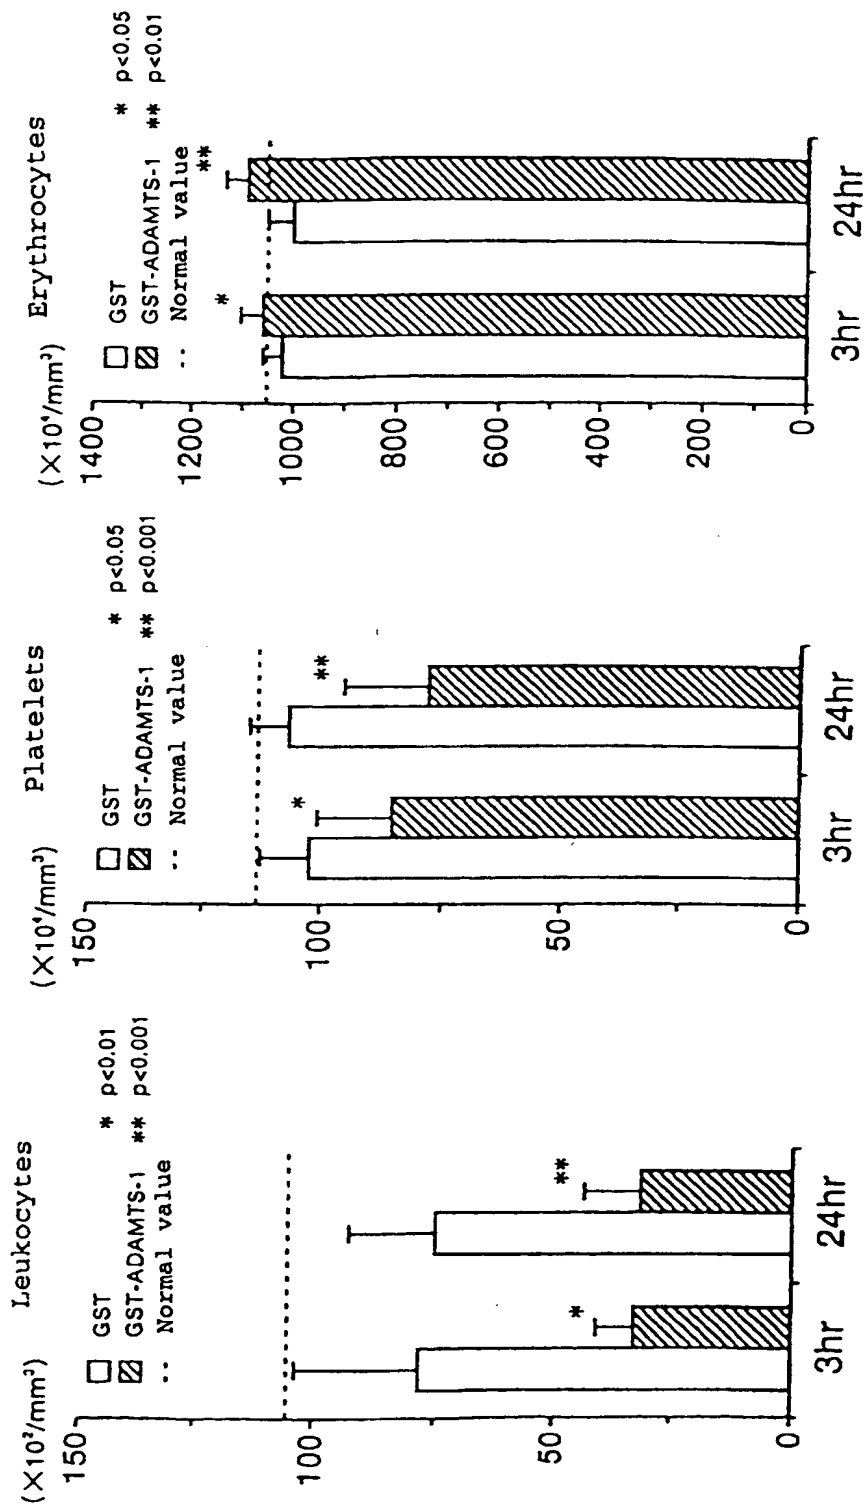 Leukocytes
(×10²/mm³)
GST
* p<0.01
GST-ADAMTS-1 ** p<0.001
Normal value
150
100
50
0
*
**
3hr
24hr
Platelets
(×10⁴/mm³)
GST
* p<0.05
GST-ADAMTS-1 ** p<0.001
Normal value
150
100
50
0
*
**
3hr
24hr
Erythrocytes
(×10⁴/mm³)
GST
* p<0.05
GST-ADAMTS-1 ** p<0.01
Normal value
1400
1200
1000
800
600
400
200
0
*
**
3hr
24hr